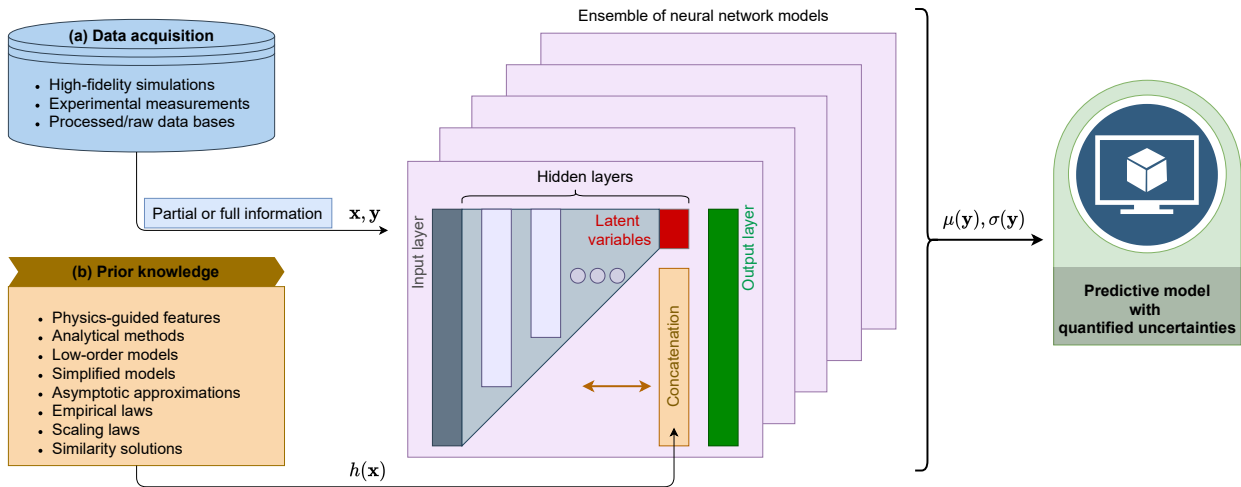 Ensemble of neural network models
(a) Data acquisition
• High-fidelity simulations
• Experimental measurements
• Processed/raw data bases
Partial or full information
x, y
(b) Prior knowledge
• Physics-guided features
• Analytical methods
• Low-order models
• Simplified models
• Asymptotic approximations
• Empirical laws
• Scaling laws
• Similarity solutions
h(x)
Hidden layers
Input layer
Latent
variables
Concatenation
Output layer
μ(y), σ(y)
Predictive model
with
quantified uncertainties